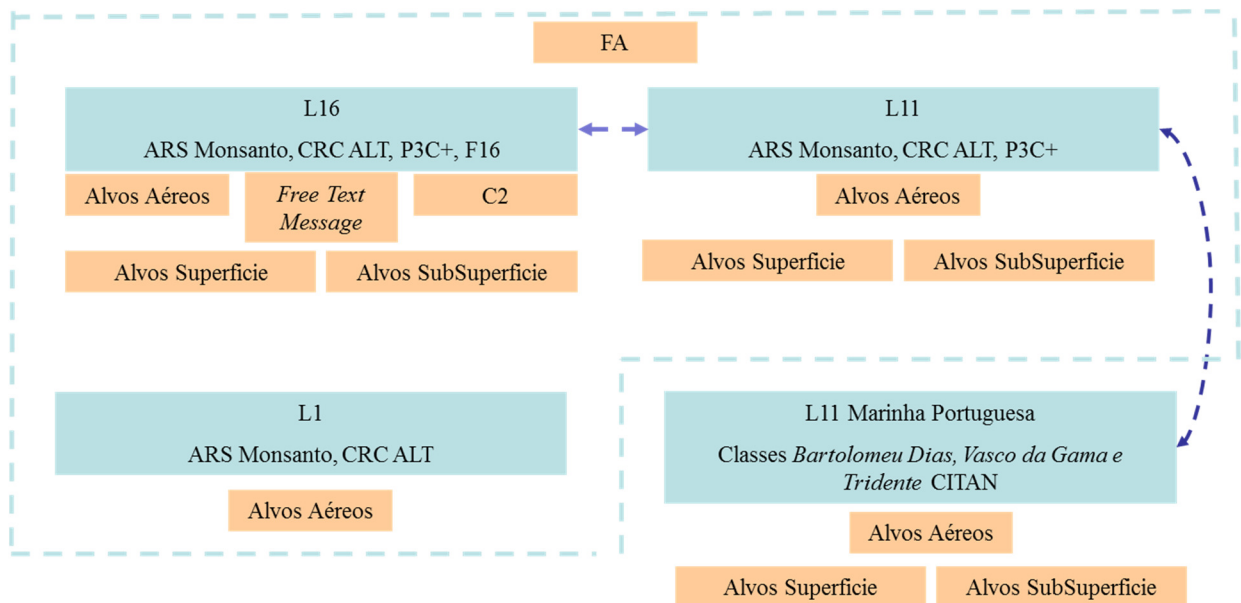 FA
L16
ARS Monsanto, CRC ALT, P3C+, F16
Alvos Aéreos
Free Text
Message
C2
Alvos Superficie
Alvos SubSuperficie
L11
ARS Monsanto, CRC ALT, P3C+
Alvos Aéreos
Alvos Superficie
Alvos SubSuperficie
L1
ARS Monsanto, CRC ALT
Alvos Aéreos
L11 Marinha Portuguesa
Classes Bartolomeu Dias, Vasco da Gama e
Tridente CITAN
Alvos Aéreos
Alvos Superficie
Alvos SubSuperficie